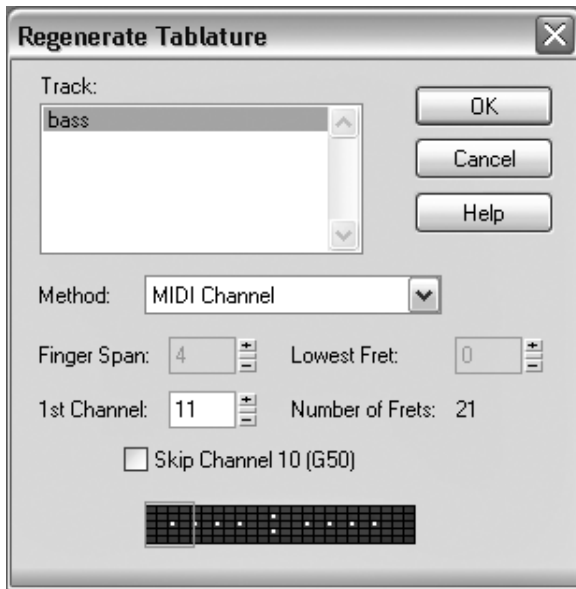 Regenerate Tablature
Track:
bass
OK
Cancel
Help
Method: MIDI Channel
Finger Span: 4 Lowest Fret: 0
1st Channel: 11 Number of Frets: 21
Skip Channel 10 (G50)